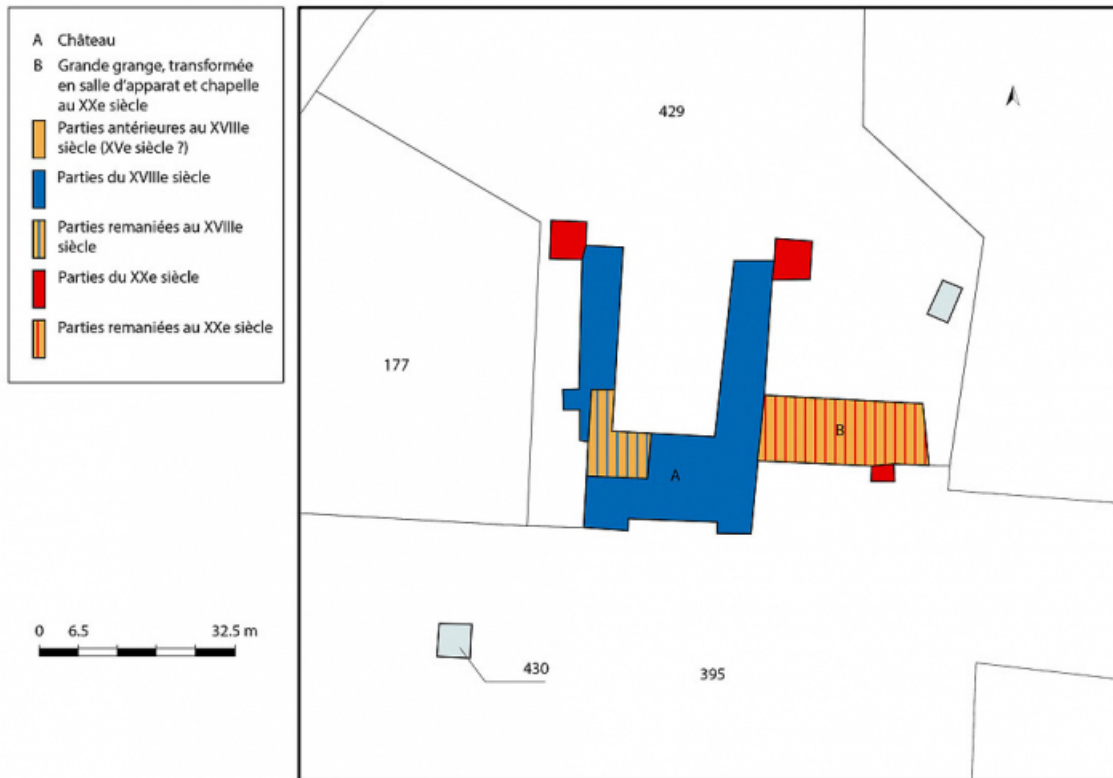 A Château
B Grande grange, transformée
en salle d'apparat et chapelle
au XXe siècle
Parties antérieures au XVIIIe
siècle (XVe siècle ?)
Parties du XVIIIe siècle
Parties remaniées au XVIIIe
siècle
Parties du XXe siècle
Parties remaniées au XXe siècle
0 6.5 32.5 m
429
177
B
A
430
395